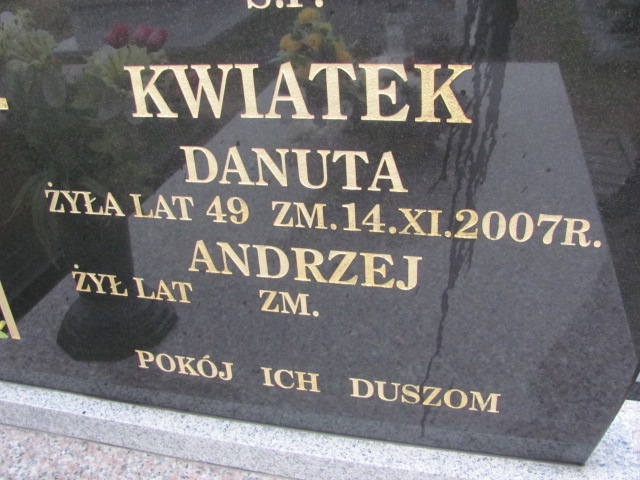 Ś.P.
KWIATEK
DANUTA
ŻYŁA LAT 49 ZM. 14.XI.2007R.
ANDRZEJ
ŻYŁ LAT ZM.
POKÓJ ICH DUSZOM